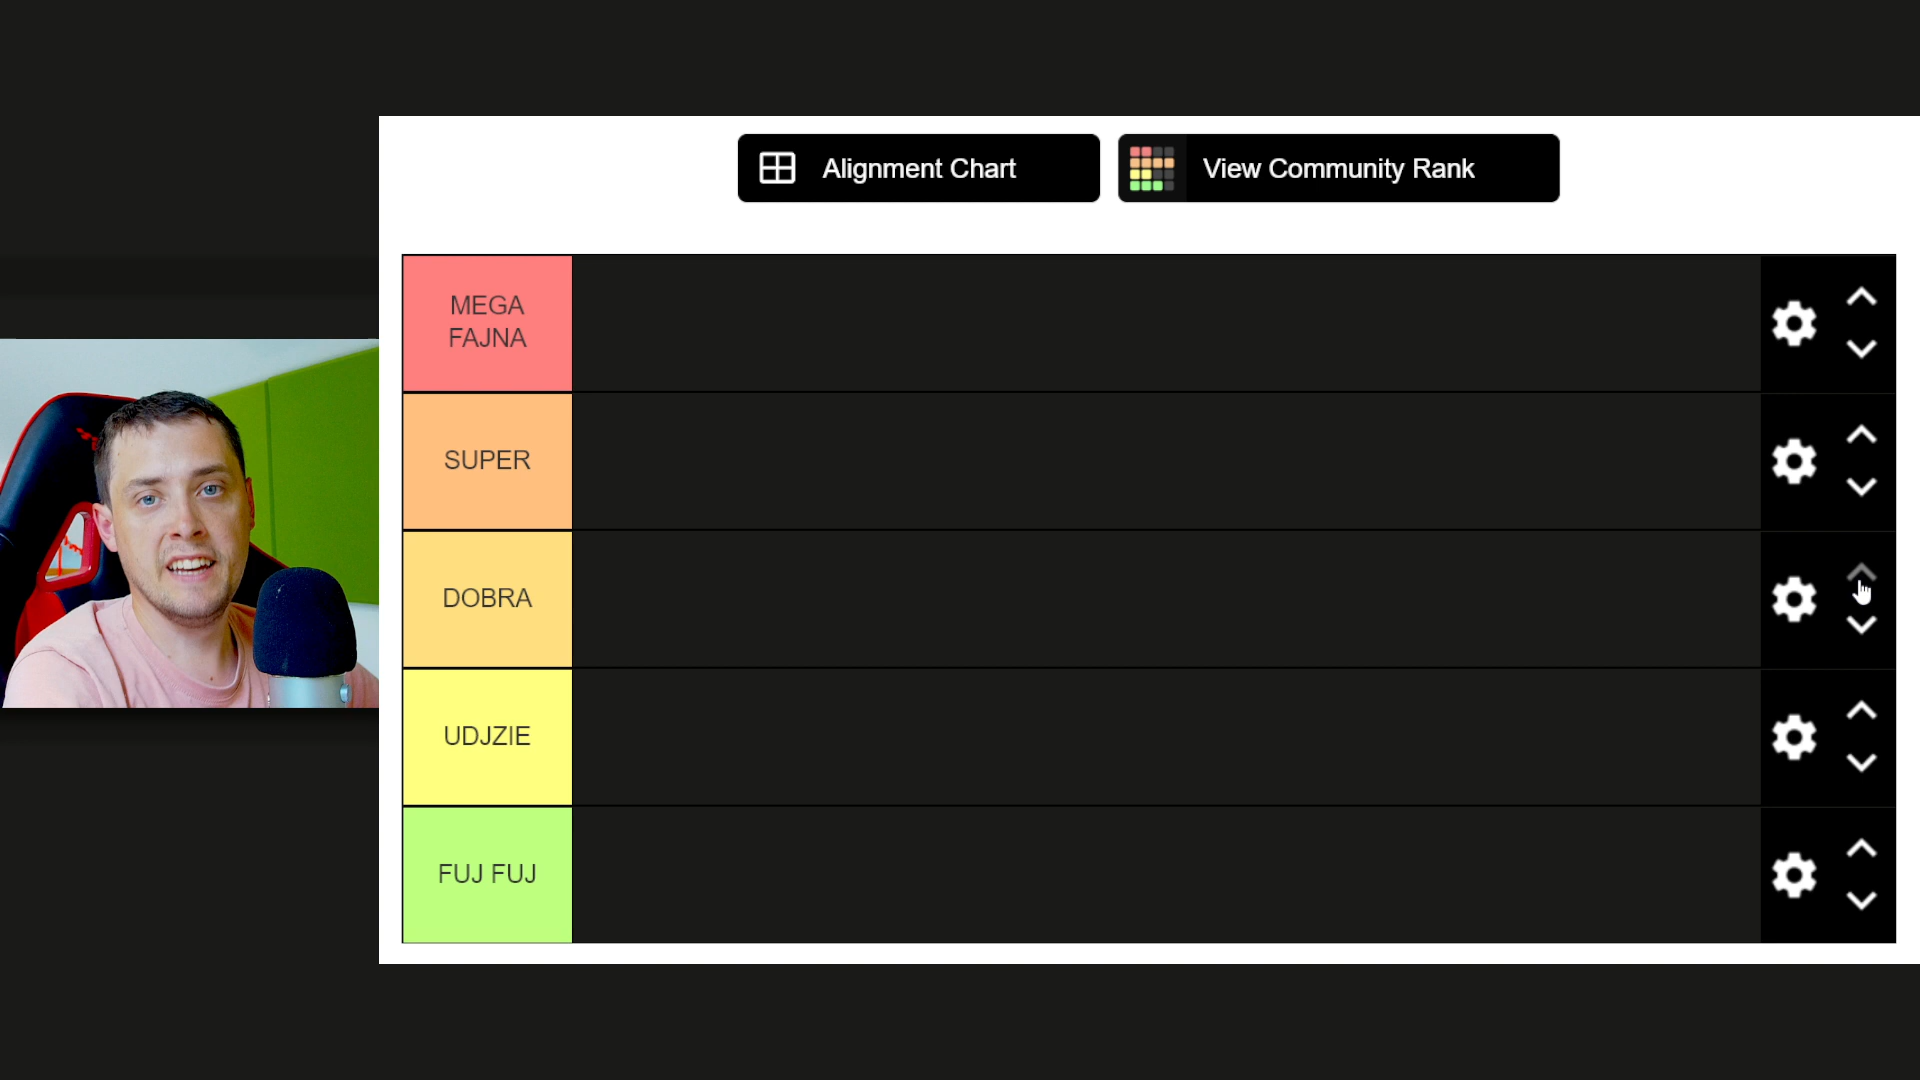 Alignment Chart
View Community Rank
MEGA
FAJNA
SUPER
DOBRA
UDJZIE
FUJ FUJ